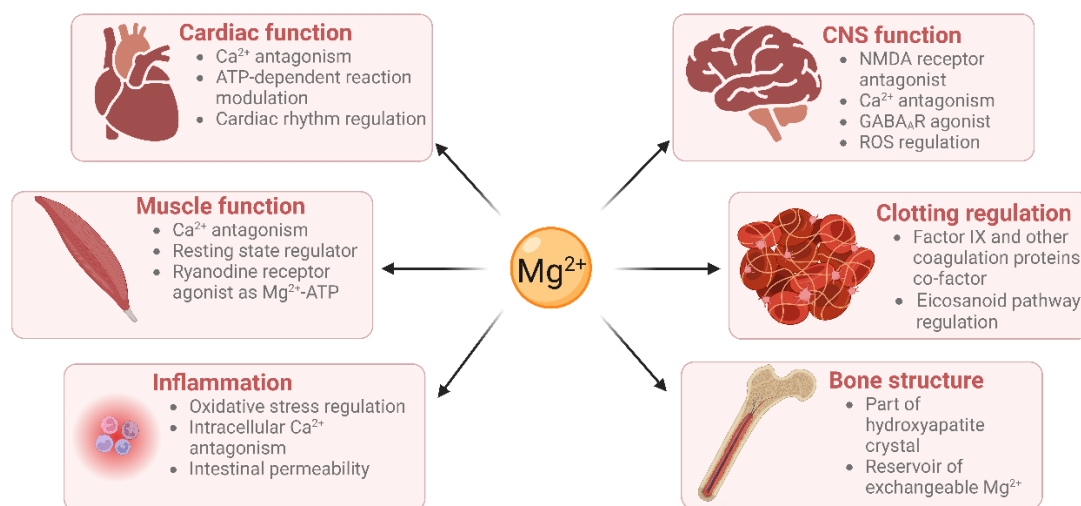 Cardiac function
• Ca²⁺ antagonism
• ATP-dependent reaction
modulation
• Cardiac rhythm regulation
CNS function
• NMDA receptor
antagonist
• Ca²⁺ antagonism
• GABAₐR agonist
• ROS regulation
Muscle function
• Ca²⁺ antagonism
• Resting state regulator
• Ryanodine receptor
agonist as Mg²⁺-ATP
Mg²⁺
Clotting regulation
• Factor IX and other
coagulation proteins
co-factor
• Eicosanoid pathway
regulation
Inflammation
• Oxidative stress regulation
• Intracellular Ca²⁺
antagonism
• Intestinal permeability
Bone structure
• Part of
hydroxyapatite
crystal
• Reservoir of
exchangeable Mg²⁺